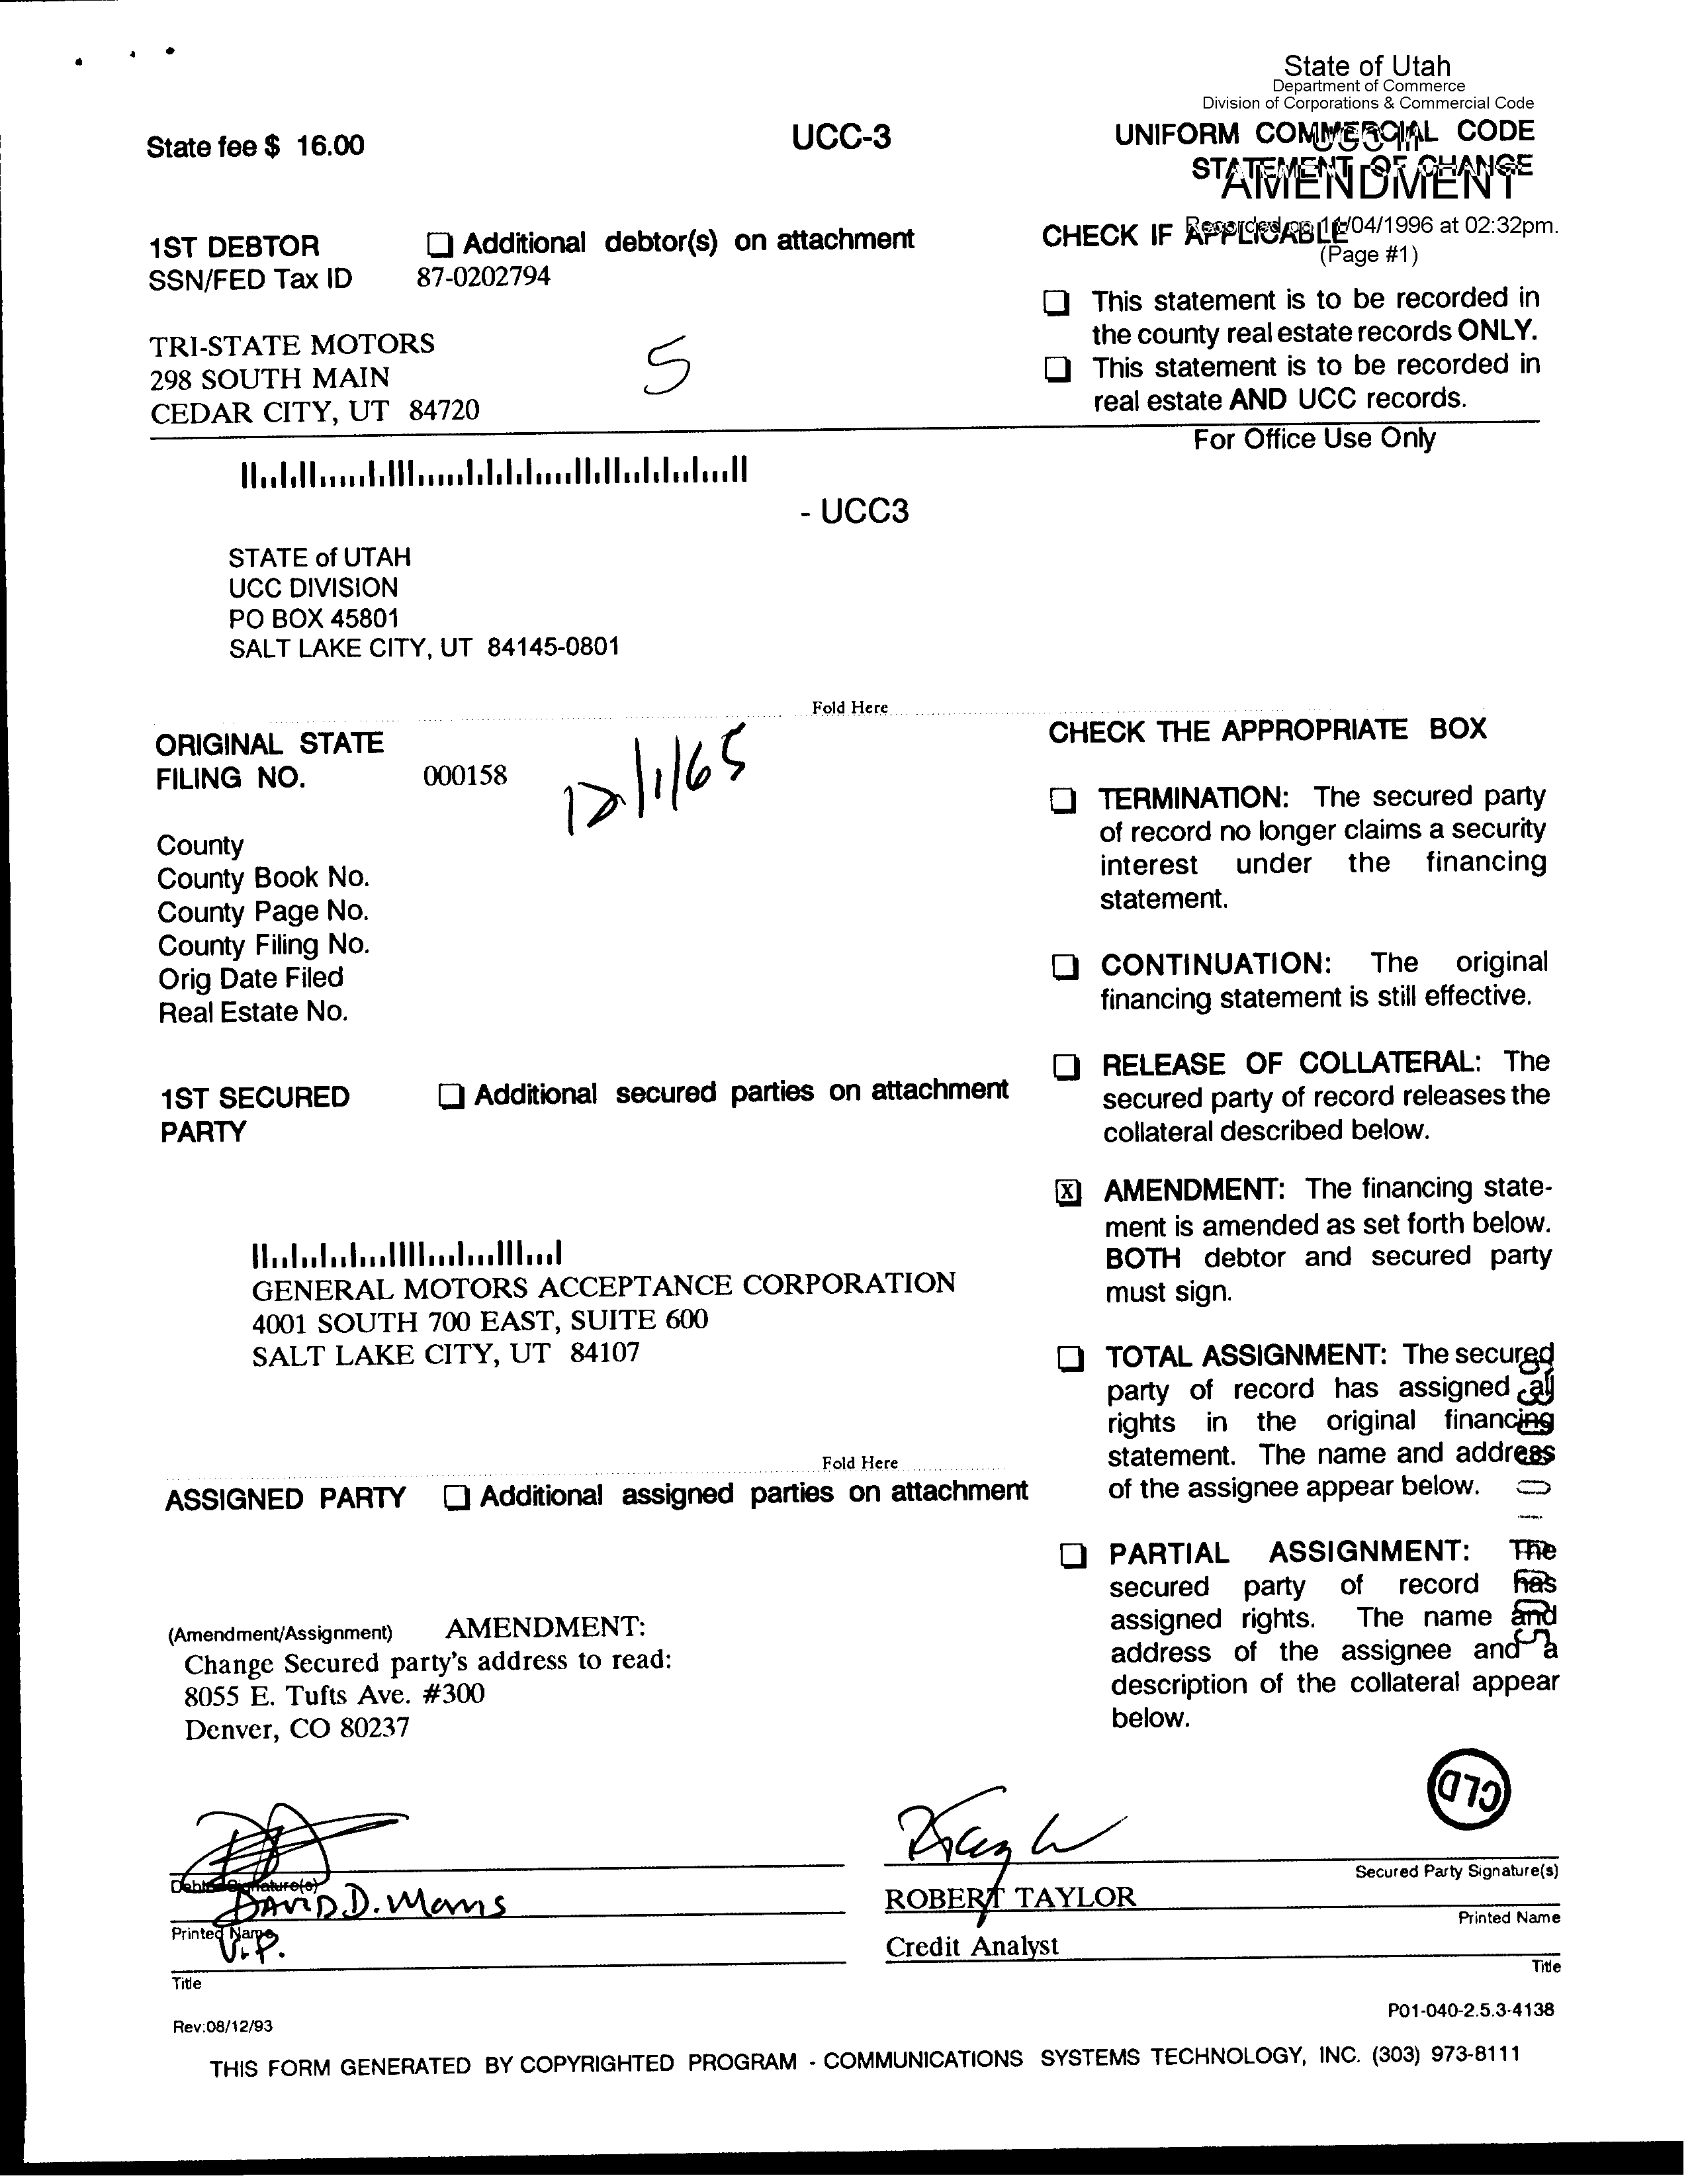 State of Utah
Department of Commerce
Division of Corporations & Commercial Code
State fee $ 16.00
UCC-3
UNIFORM COMMERCIAL CODE
STATEMENT OF CHANGE
AMENDMENT
1ST DEBTOR
☐ Additional debtor(s) on attachment
SSN/FED Tax ID 87-0202794
TRI-STATE MOTORS
298 SOUTH MAIN
CEDAR CITY, UT 84720
5
CHECK IF APPLICABLE
Recorded on /04/1996 at 02:32pm.
(Page #1)
☐ This statement is to be recorded in
the county real estate records ONLY.
☐ This statement is to be recorded in
real estate AND UCC records.
For Office Use Only
- UCC3
STATE of UTAH
UCC DIVISION
PO BOX 45801
SALT LAKE CITY, UT 84145-0801
Fold Here
ORIGINAL STATE
FILING NO. 000158
12/1/65
County
County Book No.
County Page No.
County Filing No.
Orig Date Filed
Real Estate No.
1ST SECURED
PARTY
☐ Additional secured parties on attachment
GENERAL MOTORS ACCEPTANCE CORPORATION
4001 SOUTH 700 EAST, SUITE 600
SALT LAKE CITY, UT 84107
Fold Here
ASSIGNED PARTY ☐ Additional assigned parties on attachment
(Amendment/Assignment) AMENDMENT:
Change Secured party's address to read:
8055 E. Tufts Ave. #300
Denver, CO 80237
CHECK THE APPROPRIATE BOX
☐ TERMINATION: The secured party
of record no longer claims a security
interest under the financing
statement.
☐ CONTINUATION: The original
financing statement is still effective.
☐ RELEASE OF COLLATERAL: The
secured party of record releases the
collateral described below.
☒ AMENDMENT: The financing state-
ment is amended as set forth below.
BOTH debtor and secured party
must sign.
☐ TOTAL ASSIGNMENT: The secured
party of record has assigned all
rights in the original financing
statement. The name and address
of the assignee appear below.
☐ PARTIAL ASSIGNMENT: The
secured party of record has
assigned rights. The name and
address of the assignee and a
description of the collateral appear
below.
CLD
Debtor Signature(s)
DAVID D. Morris
Printed Name
V.P.
Title
Secured Party Signature(s)
ROBERT TAYLOR
Printed Name
Credit Analyst
Title
Rev:08/12/93
P01-040-2.5.3-4138
THIS FORM GENERATED BY COPYRIGHTED PROGRAM - COMMUNICATIONS SYSTEMS TECHNOLOGY, INC. (303) 973-8111